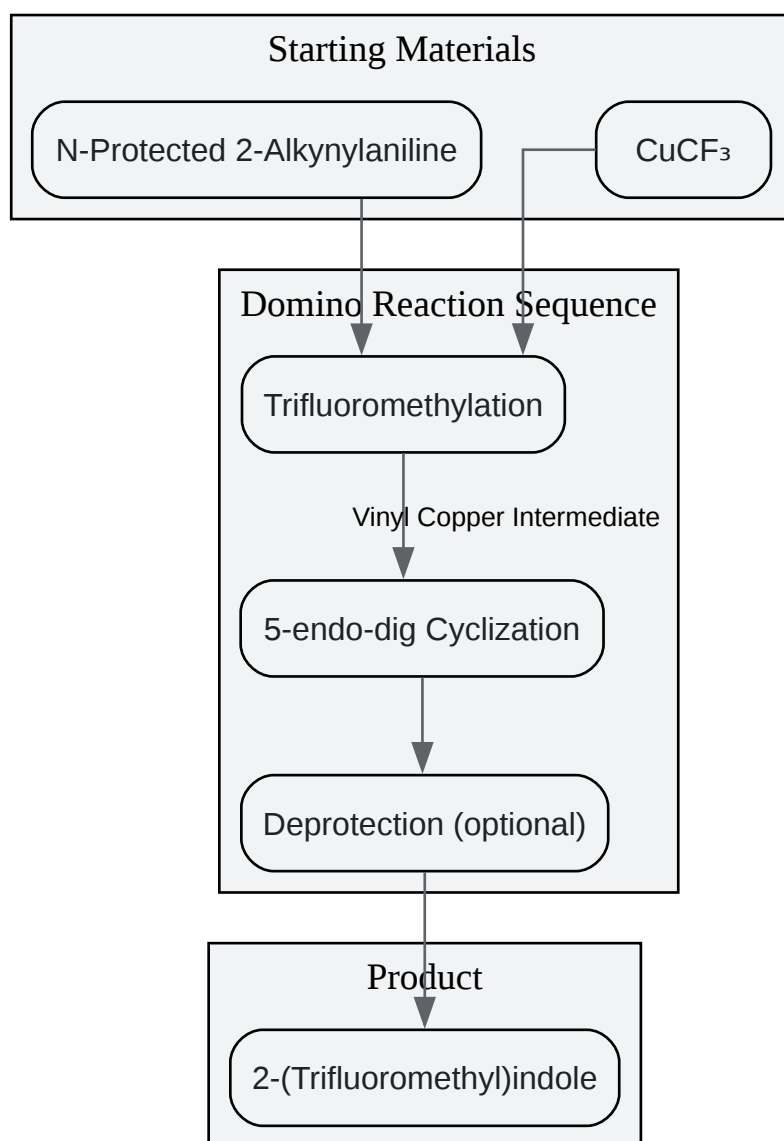 Starting Materials
N-Protected 2-Alkynylaniline
CuCF₃
Domino Reaction Sequence
Trifluoromethylation
Vinyl Copper Intermediate
5-endo-dig Cyclization
Deprotection (optional)
Product
2-(Trifluoromethyl)indole